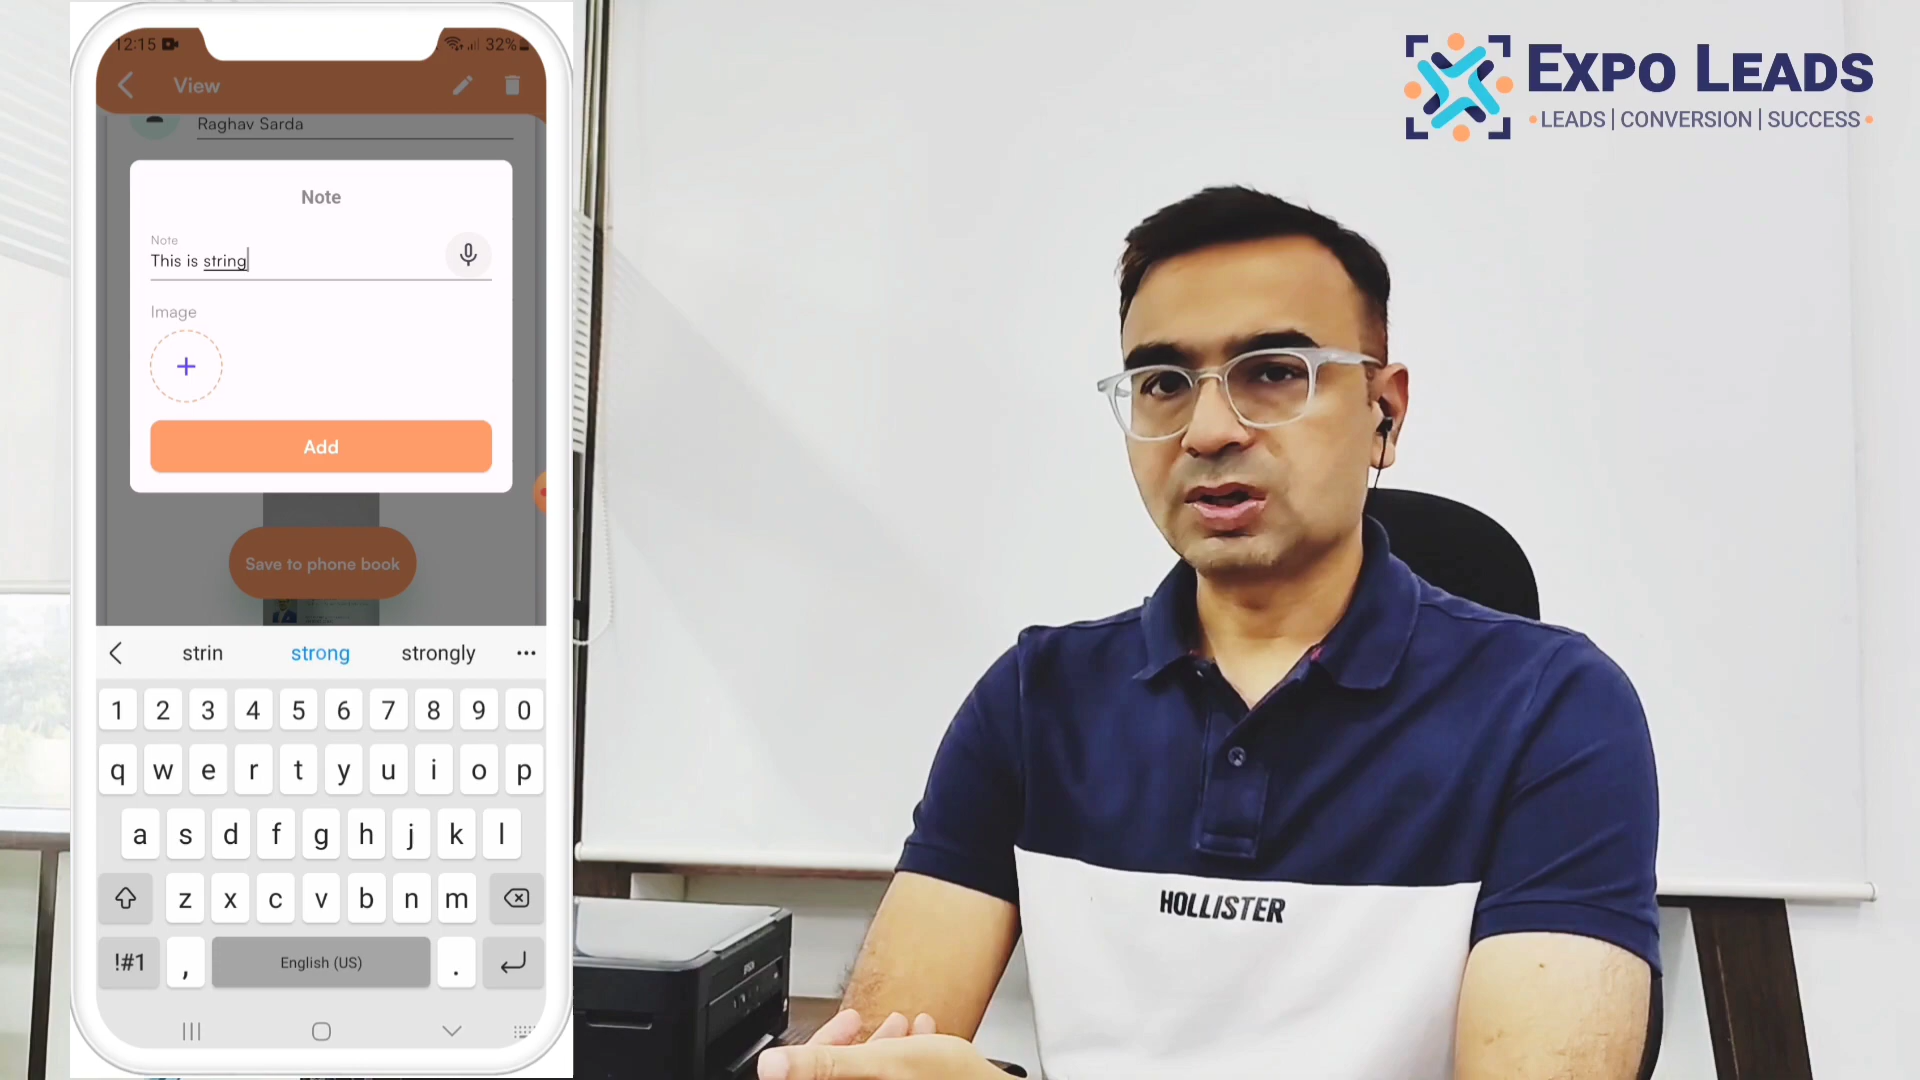 12:15
32%
View
Raghav Sarda
Note
Note
This is string
Image
+
Add
Save to phone book
strin strong strongly ...
1 2 3 4 5 6 7 8 9 0
q w e r t y u i o p
a s d f g h j k l
z x c v b n m
!#1 , English (US) .
EXPO LEADS
LEADS | CONVERSION | SUCCESS
HOLLISTER
EPSON